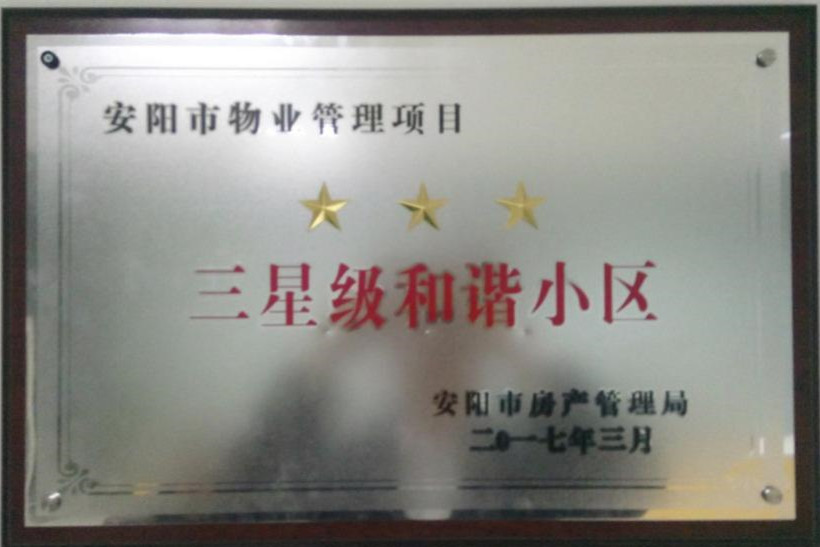 安阳市物业管理项目
三星级和谐小区
安阳市房产管理局
二0一七年三月